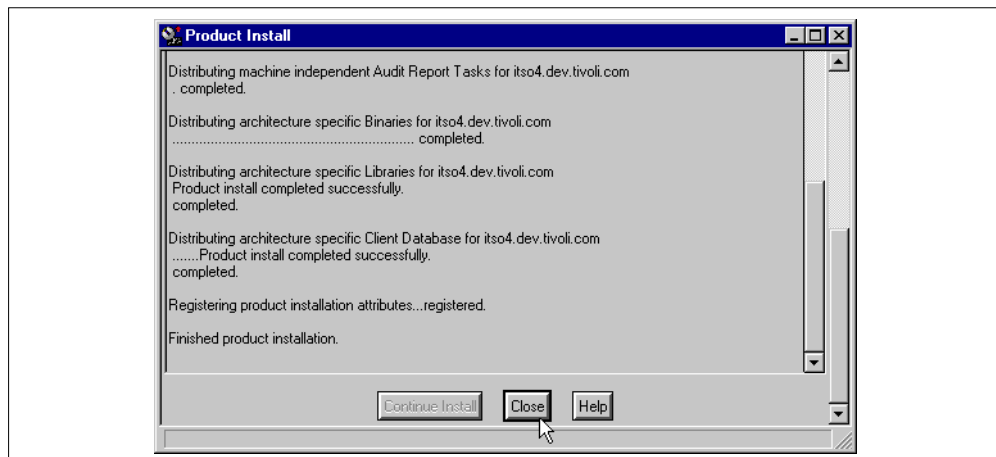 Product Install
Distributing machine independent Audit Report Tasks for itso4.dev.tivoli.com
. completed.
Distributing architecture specific Binaries for itso4.dev.tivoli.com
................................................................ completed.
Distributing architecture specific Libraries for itso4.dev.tivoli.com
Product install completed successfully.
completed.
Distributing architecture specific Client Database for itso4.dev.tivoli.com
.......Product install completed successfully.
completed.
Registering product installation attributes...registered.
Finished product installation.
Continue Install Close Help